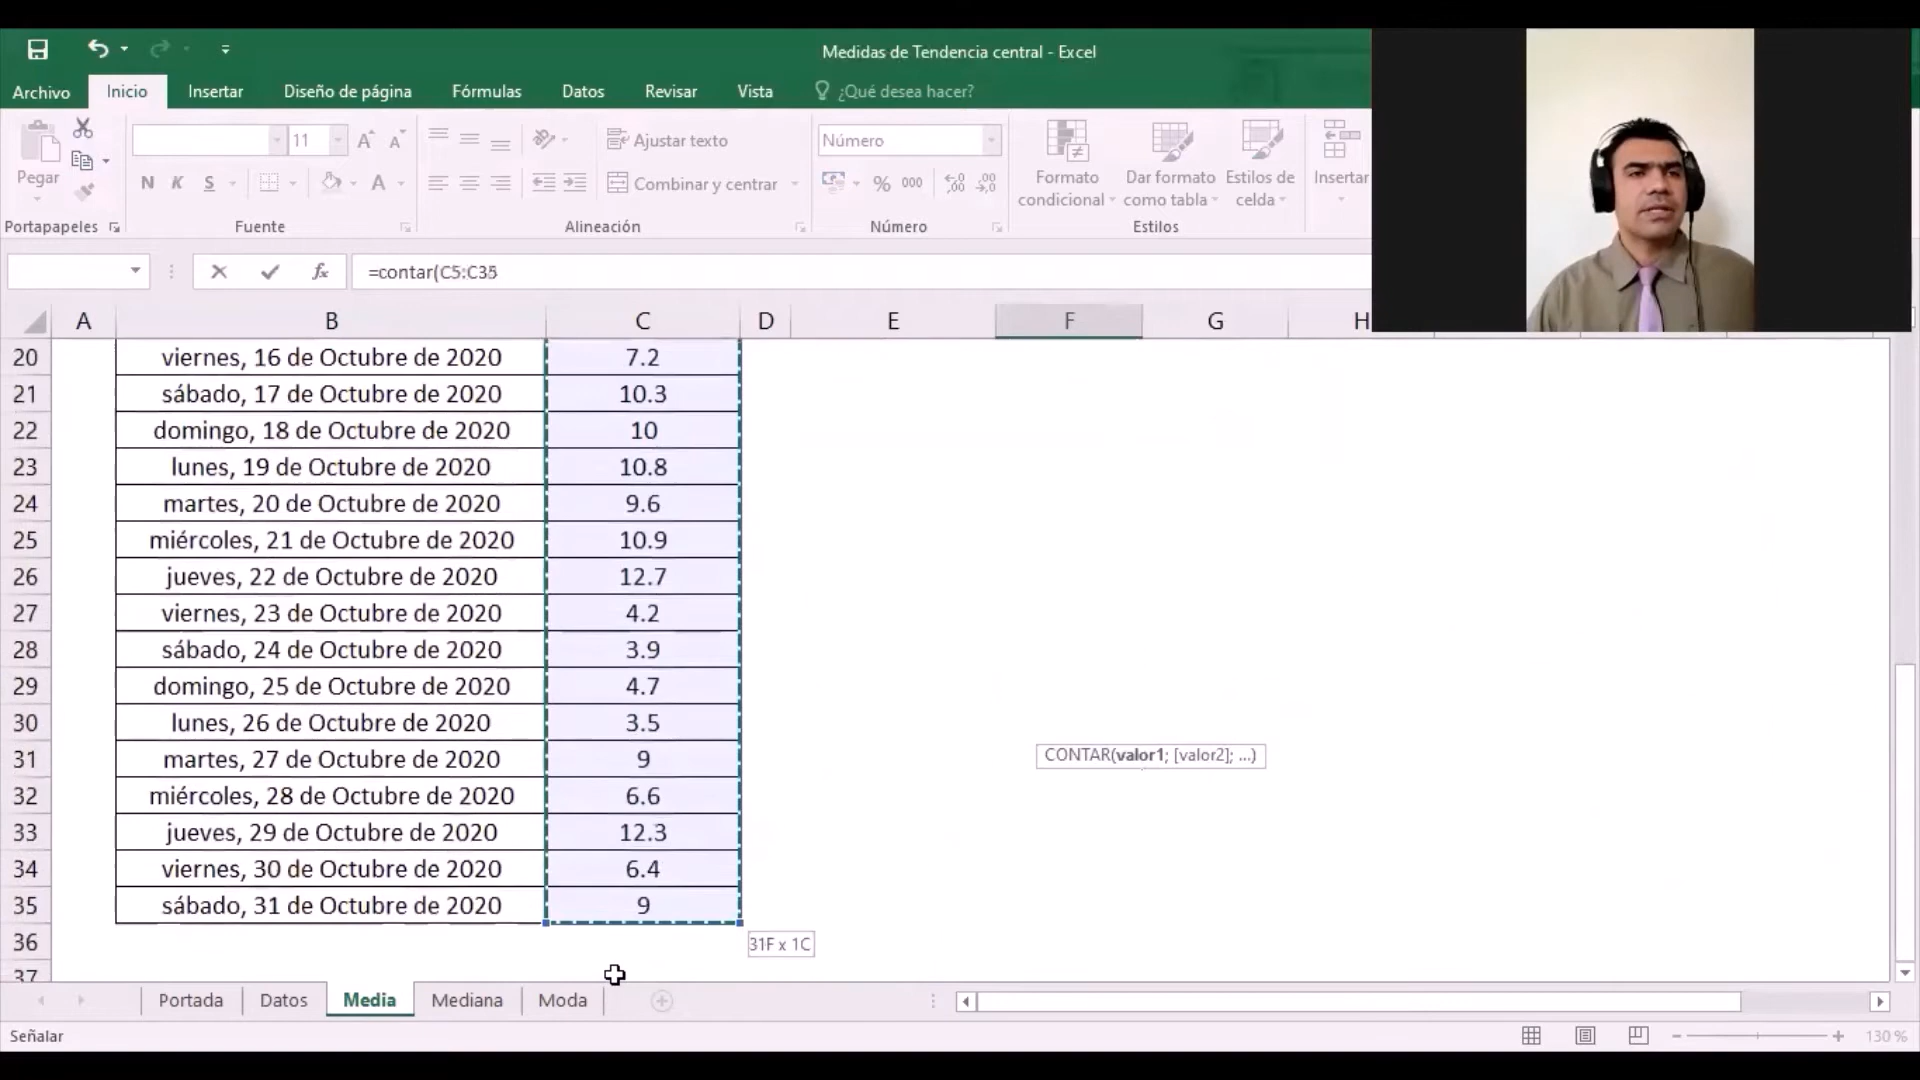 Medidas de Tendencia central - Excel
Archivo Inicio Insertar Diseño de página Fórmulas Datos Revisar Vista ¿Qué desea hacer?
Pegar
Portapapeles
11
N K S
Fuente
Ajustar texto
Combinar y centrar
Alineación
Número
% 000
Número
Formato condicional
Dar formato como tabla
Estilos de celda
Estilos
Insertar
fx =contar(C5:C35
A B C D E F G H
20 viernes, 16 de Octubre de 2020 7.2
21 sábado, 17 de Octubre de 2020 10.3
22 domingo, 18 de Octubre de 2020 10
23 lunes, 19 de Octubre de 2020 10.8
24 martes, 20 de Octubre de 2020 9.6
25 miércoles, 21 de Octubre de 2020 10.9
26 jueves, 22 de Octubre de 2020 12.7
27 viernes, 23 de Octubre de 2020 4.2
28 sábado, 24 de Octubre de 2020 3.9
29 domingo, 25 de Octubre de 2020 4.7
30 lunes, 26 de Octubre de 2020 3.5
31 martes, 27 de Octubre de 2020 9
CONTAR(valor1; [valor2]; ...)
32 miércoles, 28 de Octubre de 2020 6.6
33 jueves, 29 de Octubre de 2020 12.3
34 viernes, 30 de Octubre de 2020 6.4
35 sábado, 31 de Octubre de 2020 9
36
31F x 1C
37
Portada Datos Media Mediana Moda
Señalar
130 %